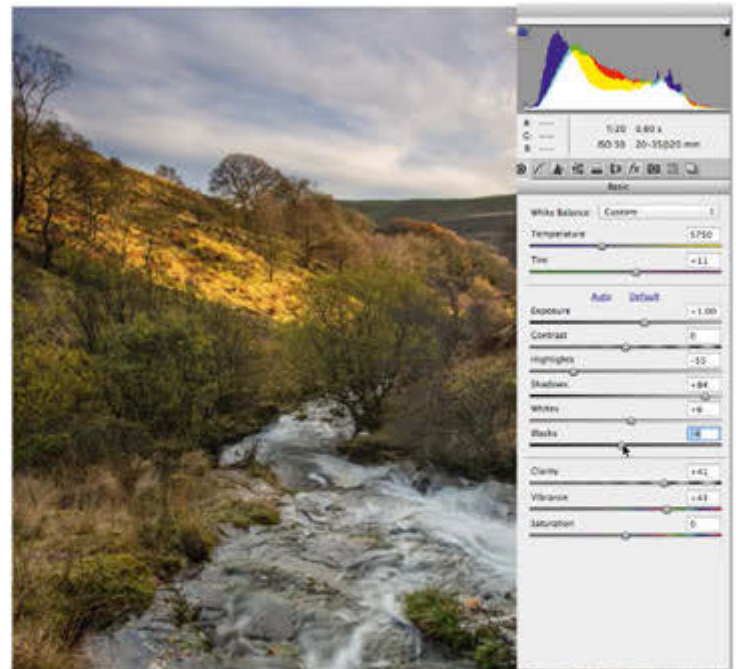 R: ---
G: ---
B: ---
f/20 0.80 s
ISO 50 20-35@20 mm
Basic
White Balance: Custom
Temperature 5750
Tint +11
Auto Default
Exposure +1.00
Contrast 0
Highlights -55
Shadows +84
Whites +6
Blacks
Clarity +41
Vibrance +43
Saturation 0